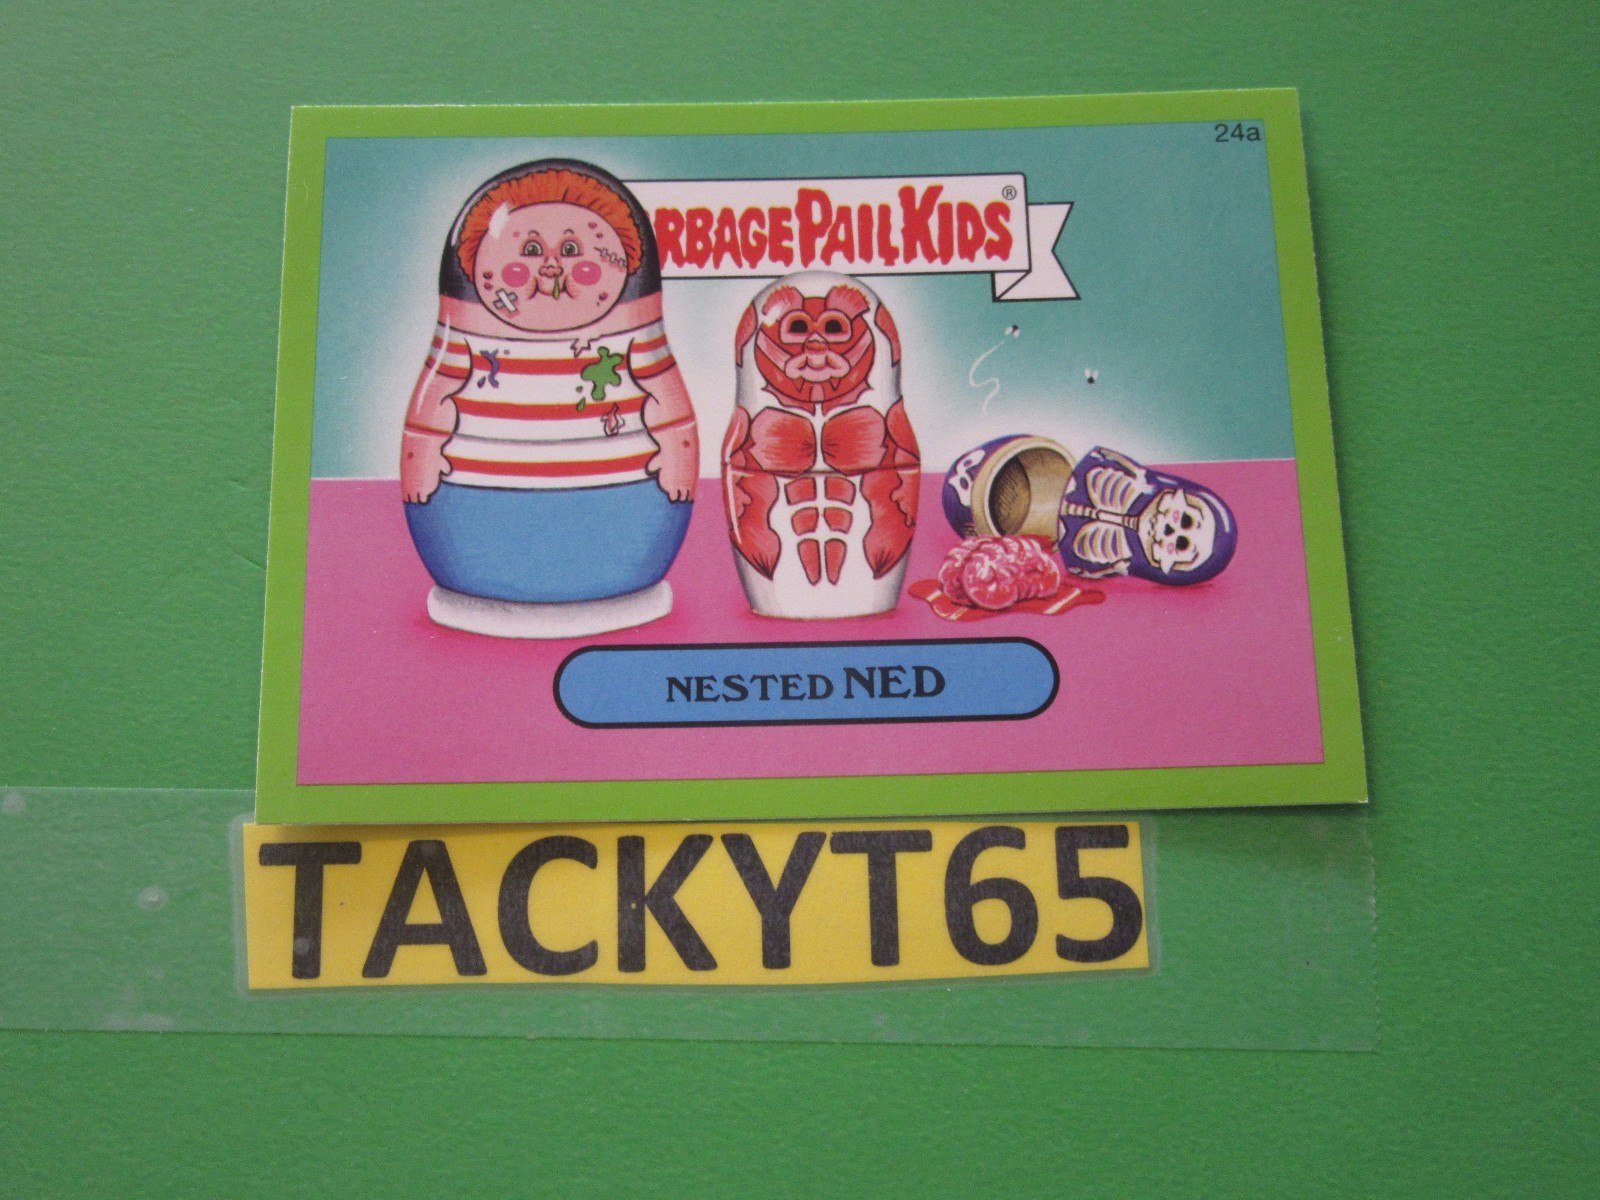 24a
RBAGE PAIL KIDS®
NESTED NED
TACKYT65